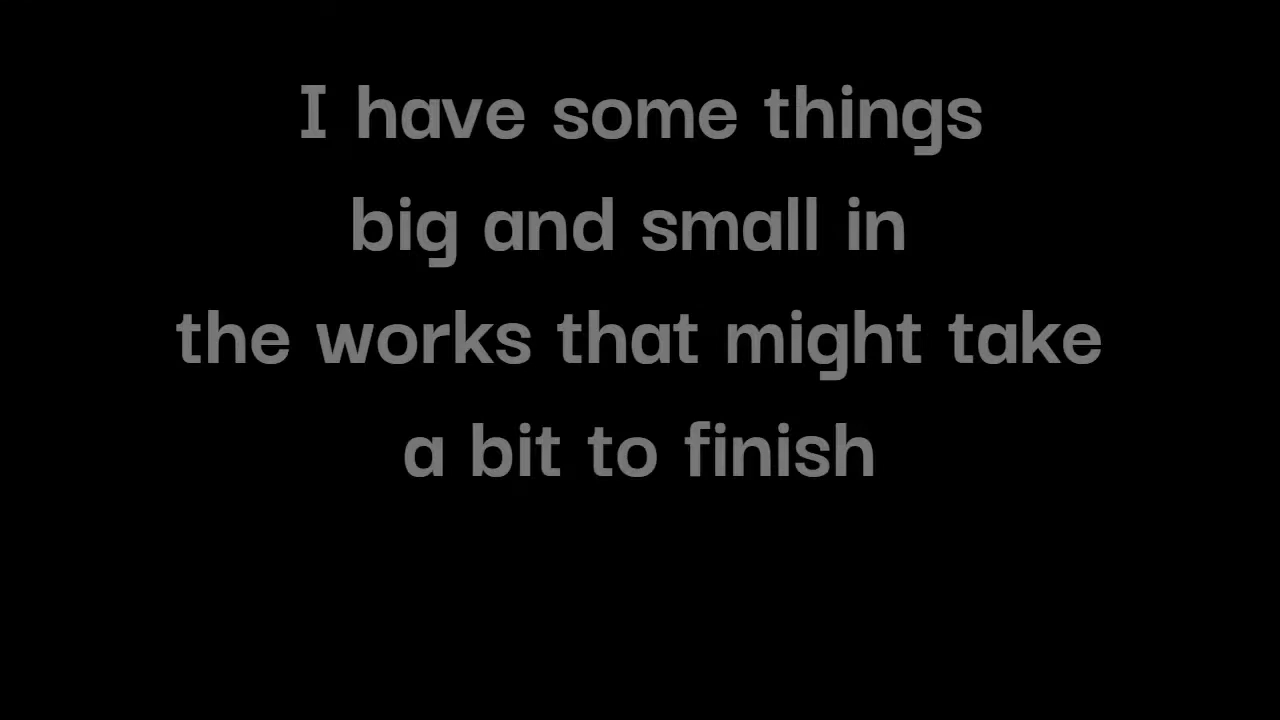 I have some things
big and small in
the works that might take
a bit to finish